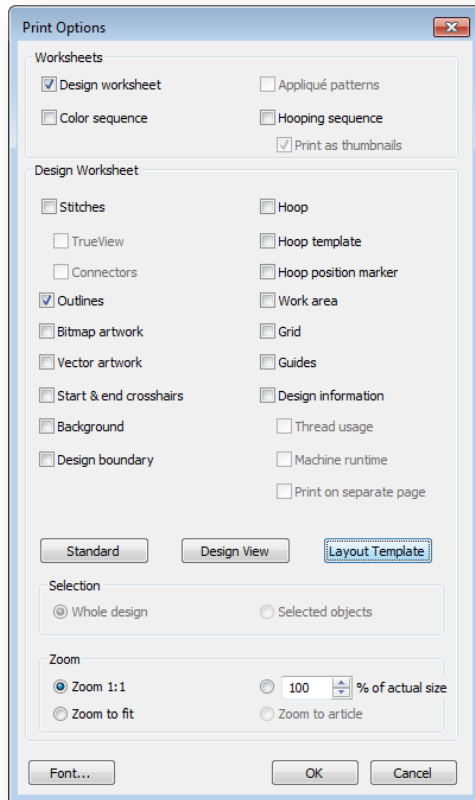 Print Options
Worksheets
Design worksheet
Appliqué patterns
Color sequence
Hooping sequence
Print as thumbnails
Design Worksheet
Stitches
Hoop
TrueView
Hoop template
Connectors
Hoop position marker
Outlines
Work area
Bitmap artwork
Grid
Vector artwork
Guides
Start & end crosshairs
Design information
Background
Thread usage
Design boundary
Machine runtime
Print on separate page
Standard
Design View
Layout Template
Selection
Whole design
Selected objects
Zoom
Zoom 1:1
100 % of actual size
Zoom to fit
Zoom to article
Font...
OK
Cancel